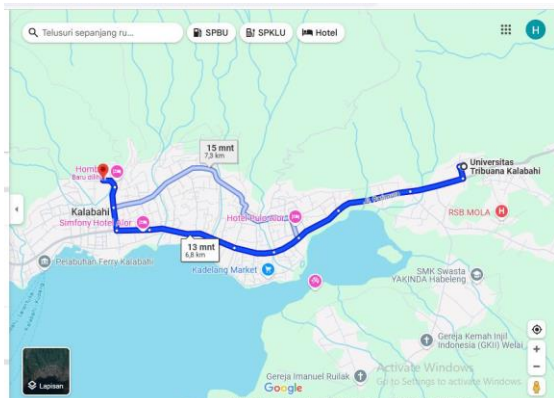 Telusuri sepanjang ru...
SPBU
SPKLU
Hotel
H
15 mnt
7,3 km
Universitas
Tribuana Kalabahi
Kalabahi
Simfony Hotel Alor
RSB MOLA
13 mnt
6,8 km
Pelabuhan Ferry Kalabahi
Kadelang Market
SMK Swasta
YAKINDA Habeleng
Gereja Kemah Injil
Indonesia (GKII) Welai
Activate Windows
Go to Settings to activate Windows.
Gereja Imanuel Ruilak
Lapisan
Google